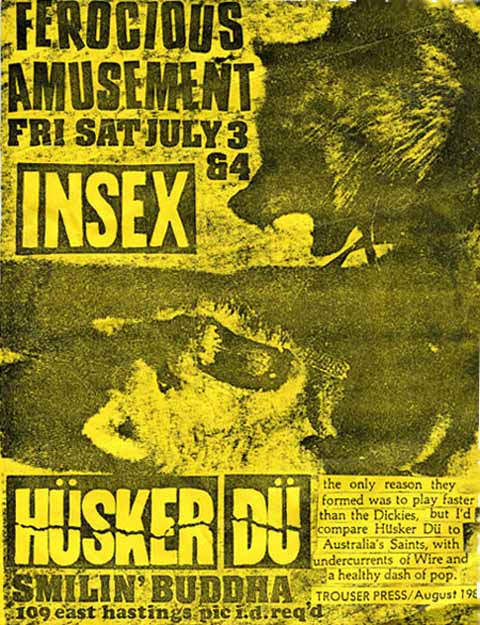 FEROCIOUS
AMUSEMENT
FRI SAT JULY 3
&4
INSEX
HÜSKER DÜ
the only reason they
formed was to play faster
than the Dickies, but I'd
compare Hüsker Dü to
Australia's Saints, with
undercurrents of Wire and
a healthy dash of pop.
TROUSER PRESS/August 198
SMILIN' BUDDHA
109 east hastings pic i.d. req'd